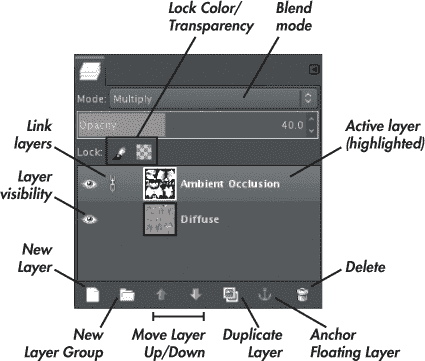 Lock Color/
Transparency
Blend
mode
Mode: Multiply
Opacity 40.0
Lock:
Link
layers
Active layer
(highlighted)
Ambient Occlusion
Layer
visibility
Diffuse
New
Layer
Delete
New
Layer Group
Move Layer
Up/Down
Duplicate
Layer
Anchor
Floating Layer